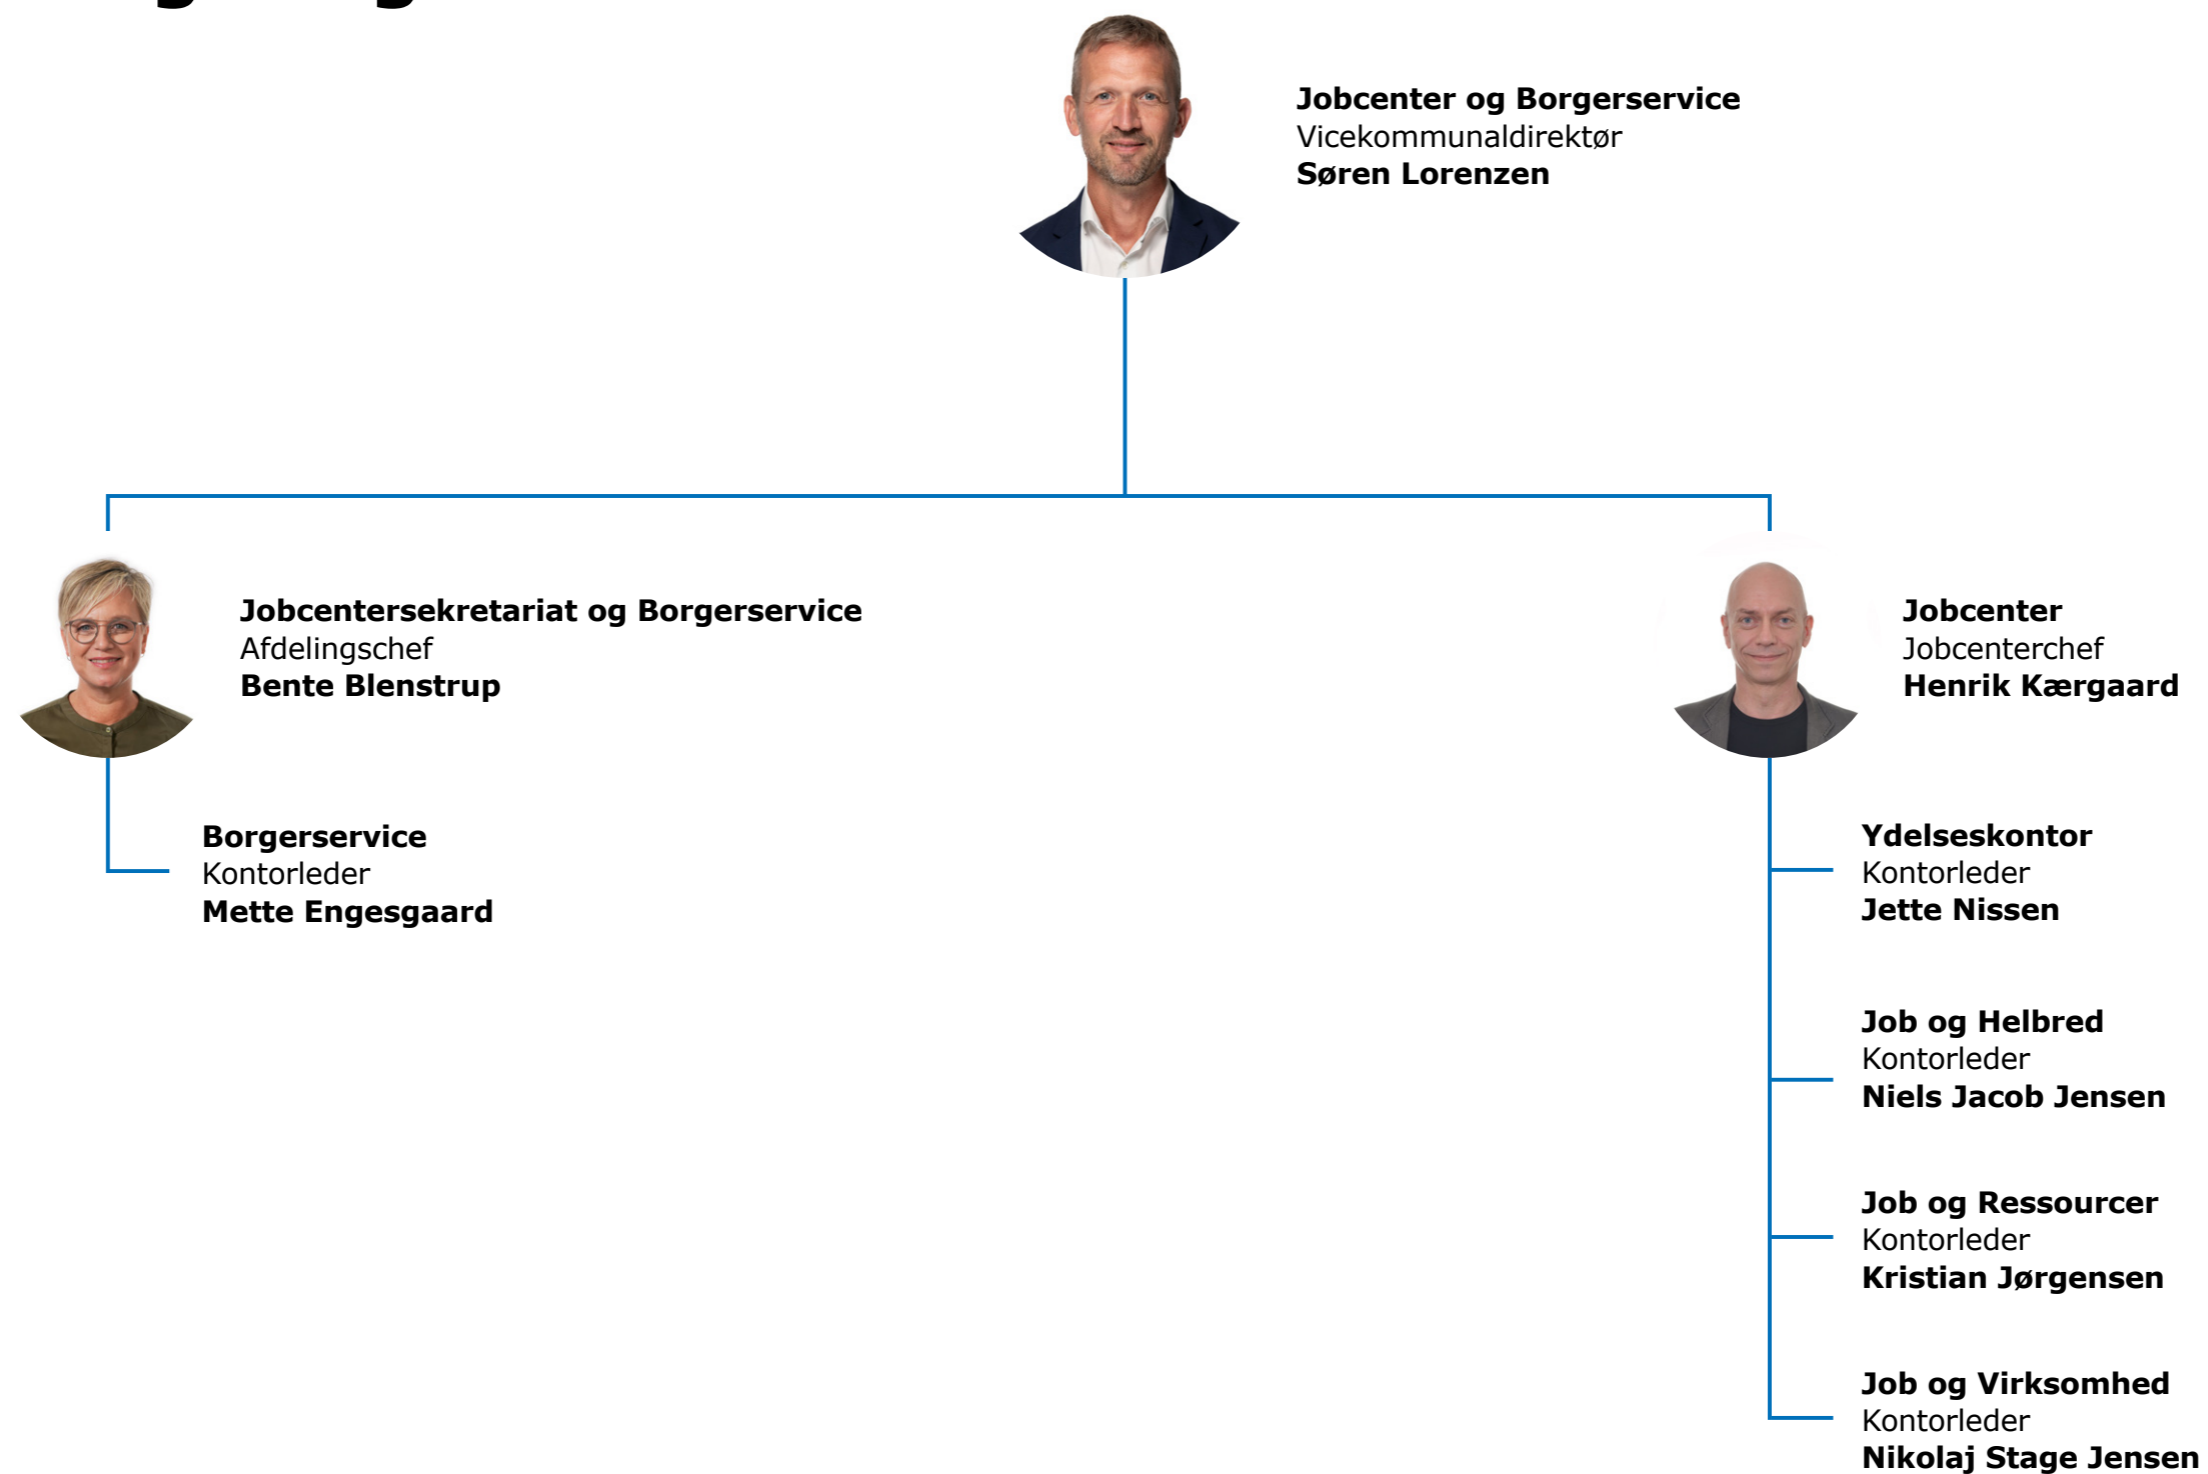 Jobcenter og Borgerservice
Vicekommunaldirektør
Søren Lorenzen
Jobcentersekretariat og Borgerservice
Afdelingschef
Bente Blenstrup
Borgerservice
Kontorleder
Mette Engesgaard
Jobcenter
Jobcenterchef
Henrik Kærgaard
Ydelseskontor
Kontorleder
Jette Nissen
Job og Helbred
Kontorleder
Niels Jacob Jensen
Job og Ressourcer
Kontorleder
Kristian Jørgensen
Job og Virksomhed
Kontorleder
Nikolaj Stage Jensen